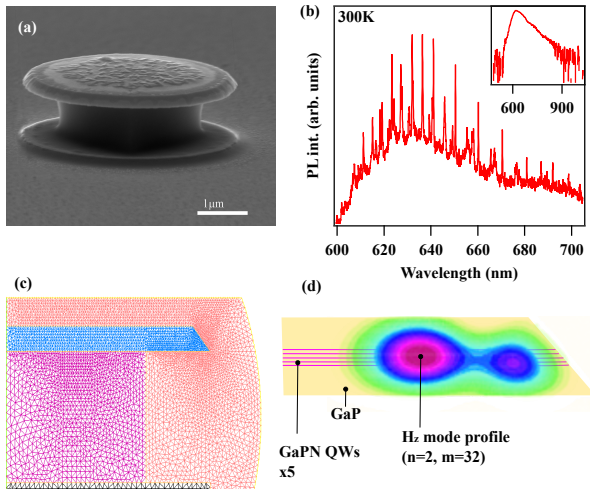 (a)
1μm
(b)
300K
PL int. (arb. units)
600
900
600
620
640
660
680
700
Wavelength (nm)
(c)
(d)
GaP
GaPN QWs
x5
Hz mode profile
(n=2, m=32)